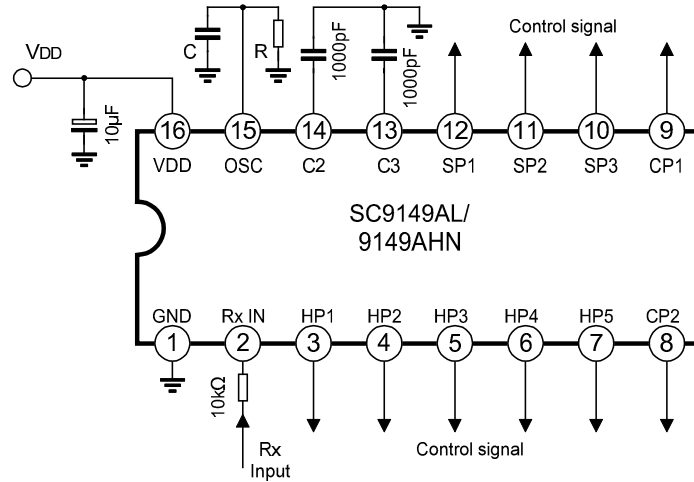 VDD
C
R
1000pF
1000pF
Control signal
10µF
16 15 14 13 12 11 10 9
VDD OSC C2 C3 SP1 SP2 SP3 CP1
SC9149AL/
9149AHN
GND Rx IN HP1 HP2 HP3 HP4 HP5 CP2
1 2 3 4 5 6 7 8
10kΩ
Rx
Input
Control signal